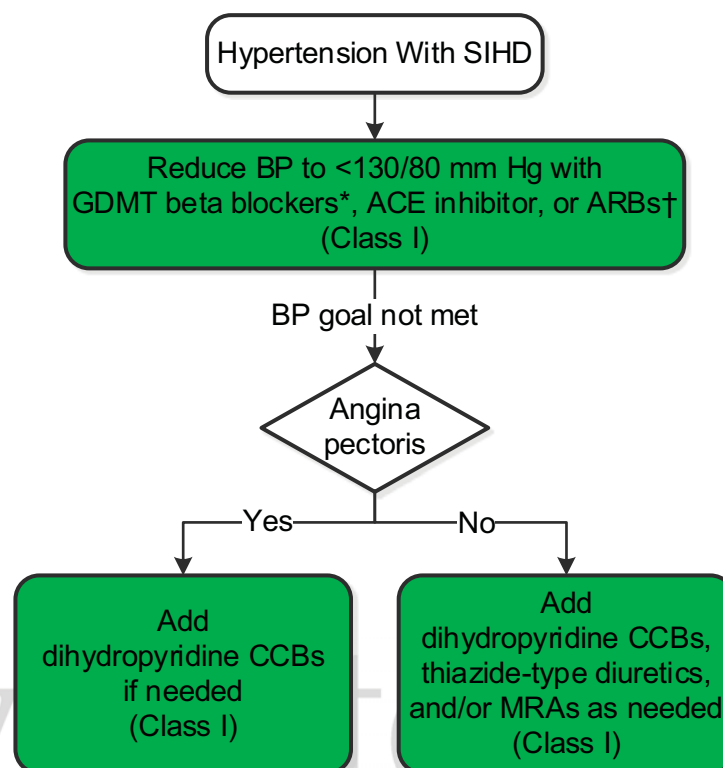 Hypertension With SIHD
Reduce BP to <130/80 mm Hg with
GDMT beta blockers*, ACE inhibitor, or ARBs†
(Class I)
BP goal not met
Angina
pectoris
Yes
No
Add
dihydropyridine CCBs
if needed
(Class I)
Add
dihydropyridine CCBs,
thiazide-type diuretics,
and/or MRAs as needed
(Class I)